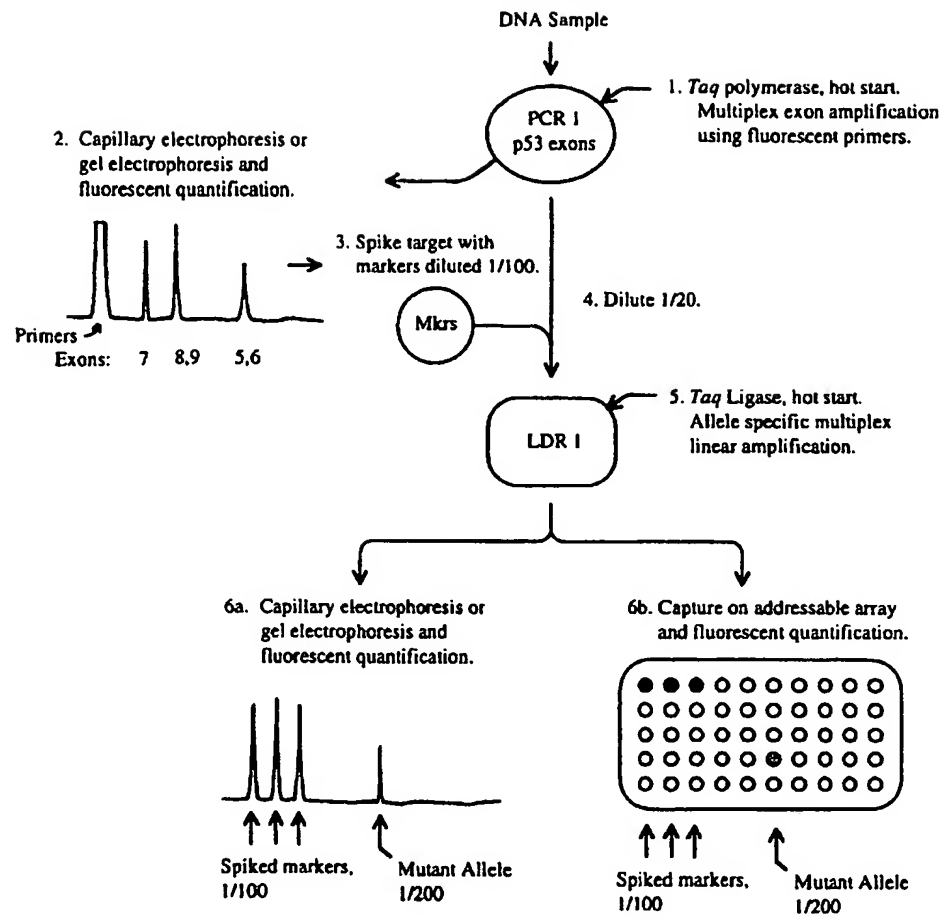 DNA Sample
1. Taq polymerase, hot start.
Multiplex exon amplification
using fluorescent primers.
PCR 1
p53 exons
2. Capillary electrophoresis or
gel electrophoresis and
fluorescent quantification.
Primers
Exons: 7 8,9 5,6
3. Spike target with
markers diluted 1/100.
Mkrs
4. Dilute 1/20.
5. Taq Ligase, hot start.
Allele specific multiplex
linear amplification.
LDR 1
6a. Capillary electrophoresis or
gel electrophoresis and
fluorescent quantification.
Spiked markers,
1/100
Mutant Allele
1/200
6b. Capture on addressable array
and fluorescent quantification.
Spiked markers,
1/100
Mutant Allele
1/200